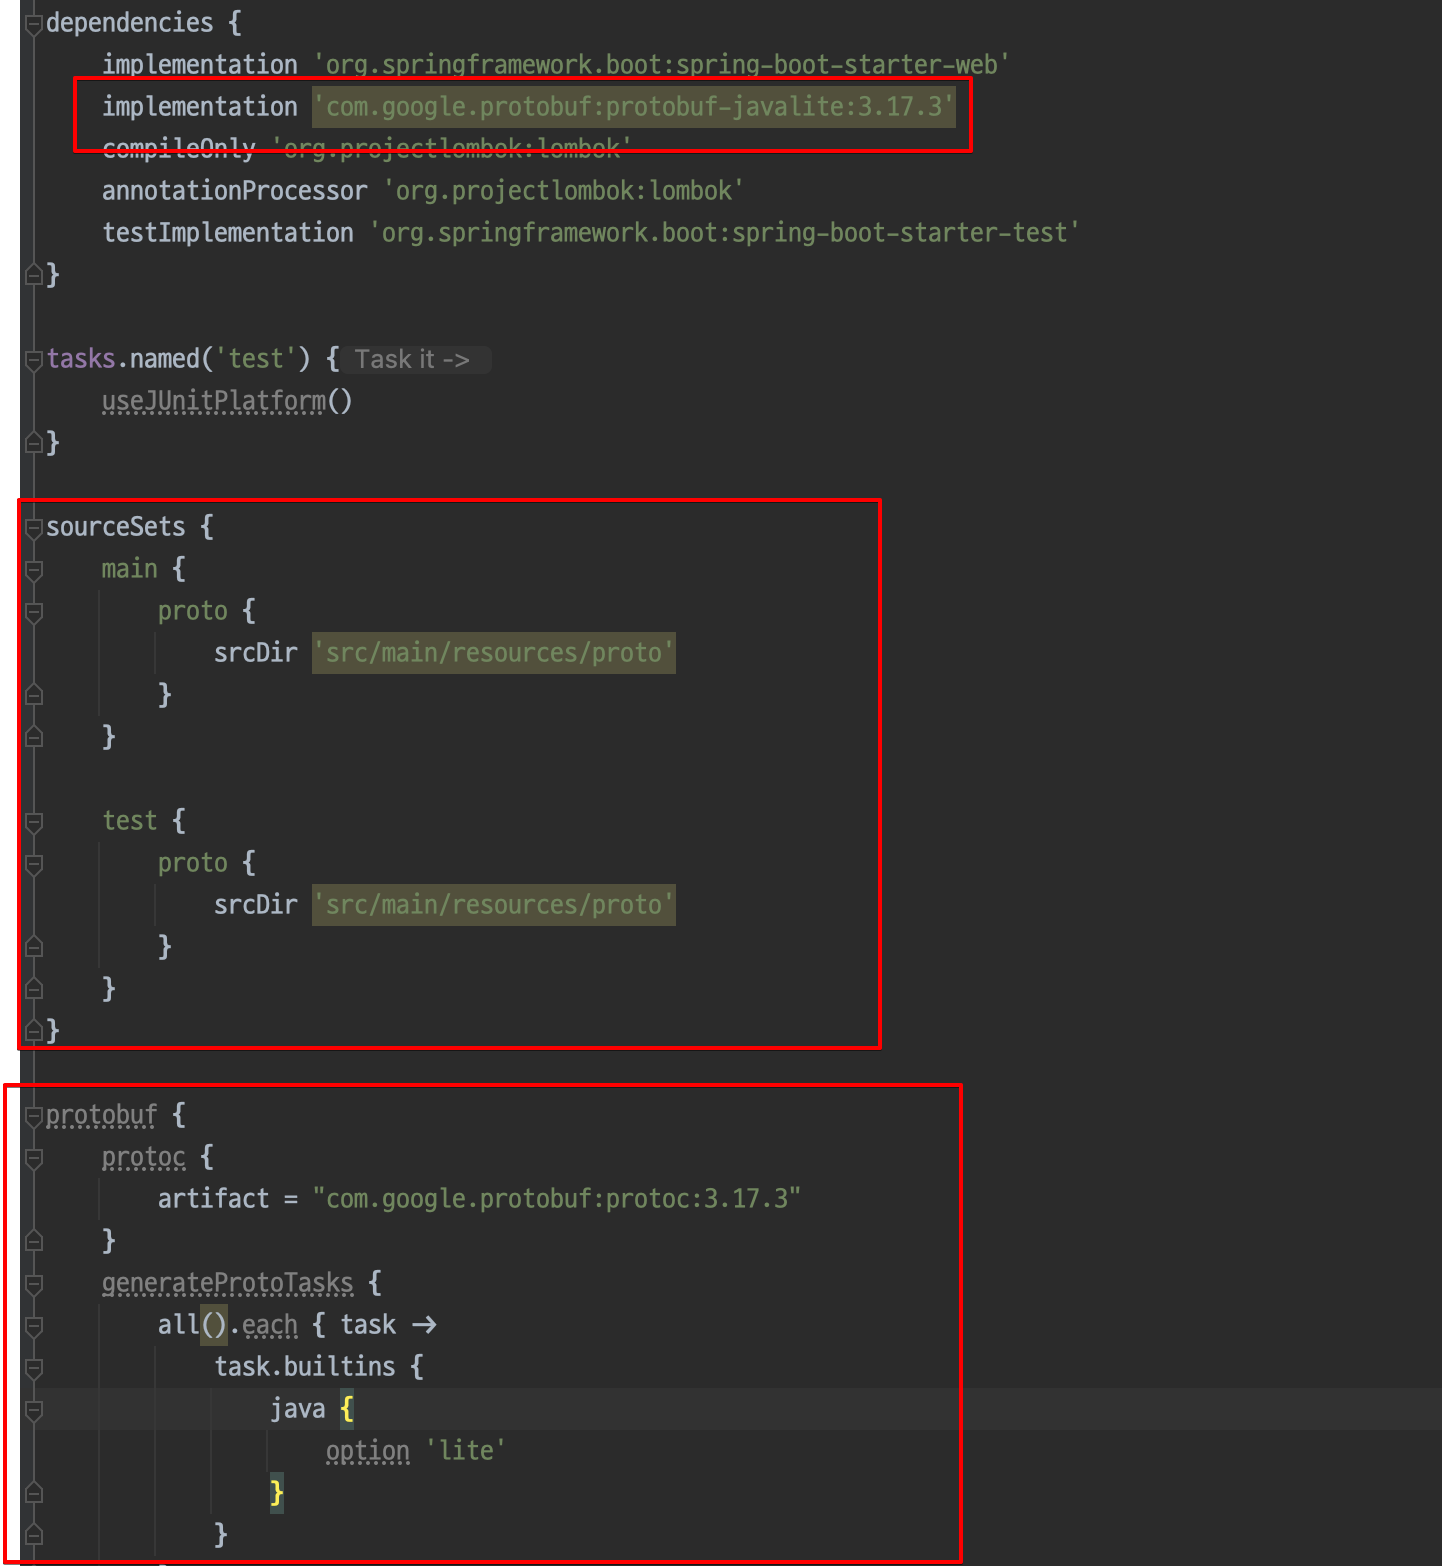 dependencies {
    implementation 'org.springframework.boot:spring-boot-starter-web'
    implementation 'com.google.protobuf:protobuf-javalite:3.17.3'
    compileOnly 'org.projectlombok:lombok'
    annotationProcessor 'org.projectlombok:lombok'
    testImplementation 'org.springframework.boot:spring-boot-starter-test'
}
tasks.named('test') { Task it ->
    useJUnitPlatform()
}
sourceSets {
    main {
        proto {
            srcDir 'src/main/resources/proto'
        }
    }
    test {
        proto {
            srcDir 'src/main/resources/proto'
        }
    }
}
protobuf {
    protoc {
        artifact = "com.google.protobuf:protoc:3.17.3"
    }
    generateProtoTasks {
        all().each { task ->
            task.builtins {
                java {
                    option 'lite'
                }
            }